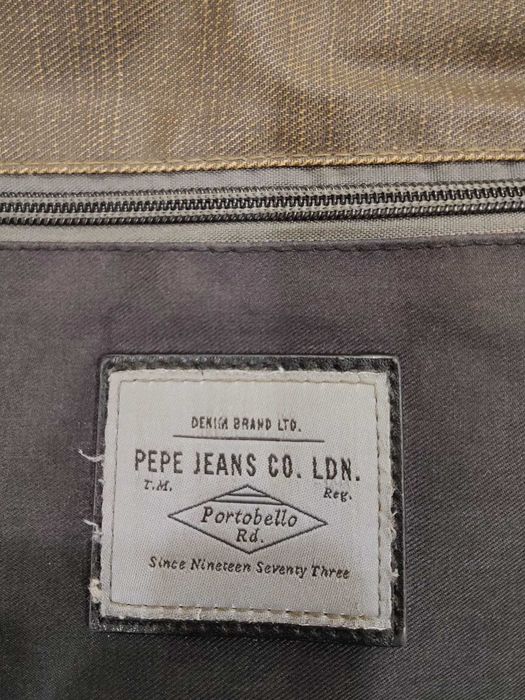 DENIM BRAND LTD.
PEPE JEANS CO. LDN.
T.M. Reg.
Portobello
Rd.
Since Nineteen Seventy Three